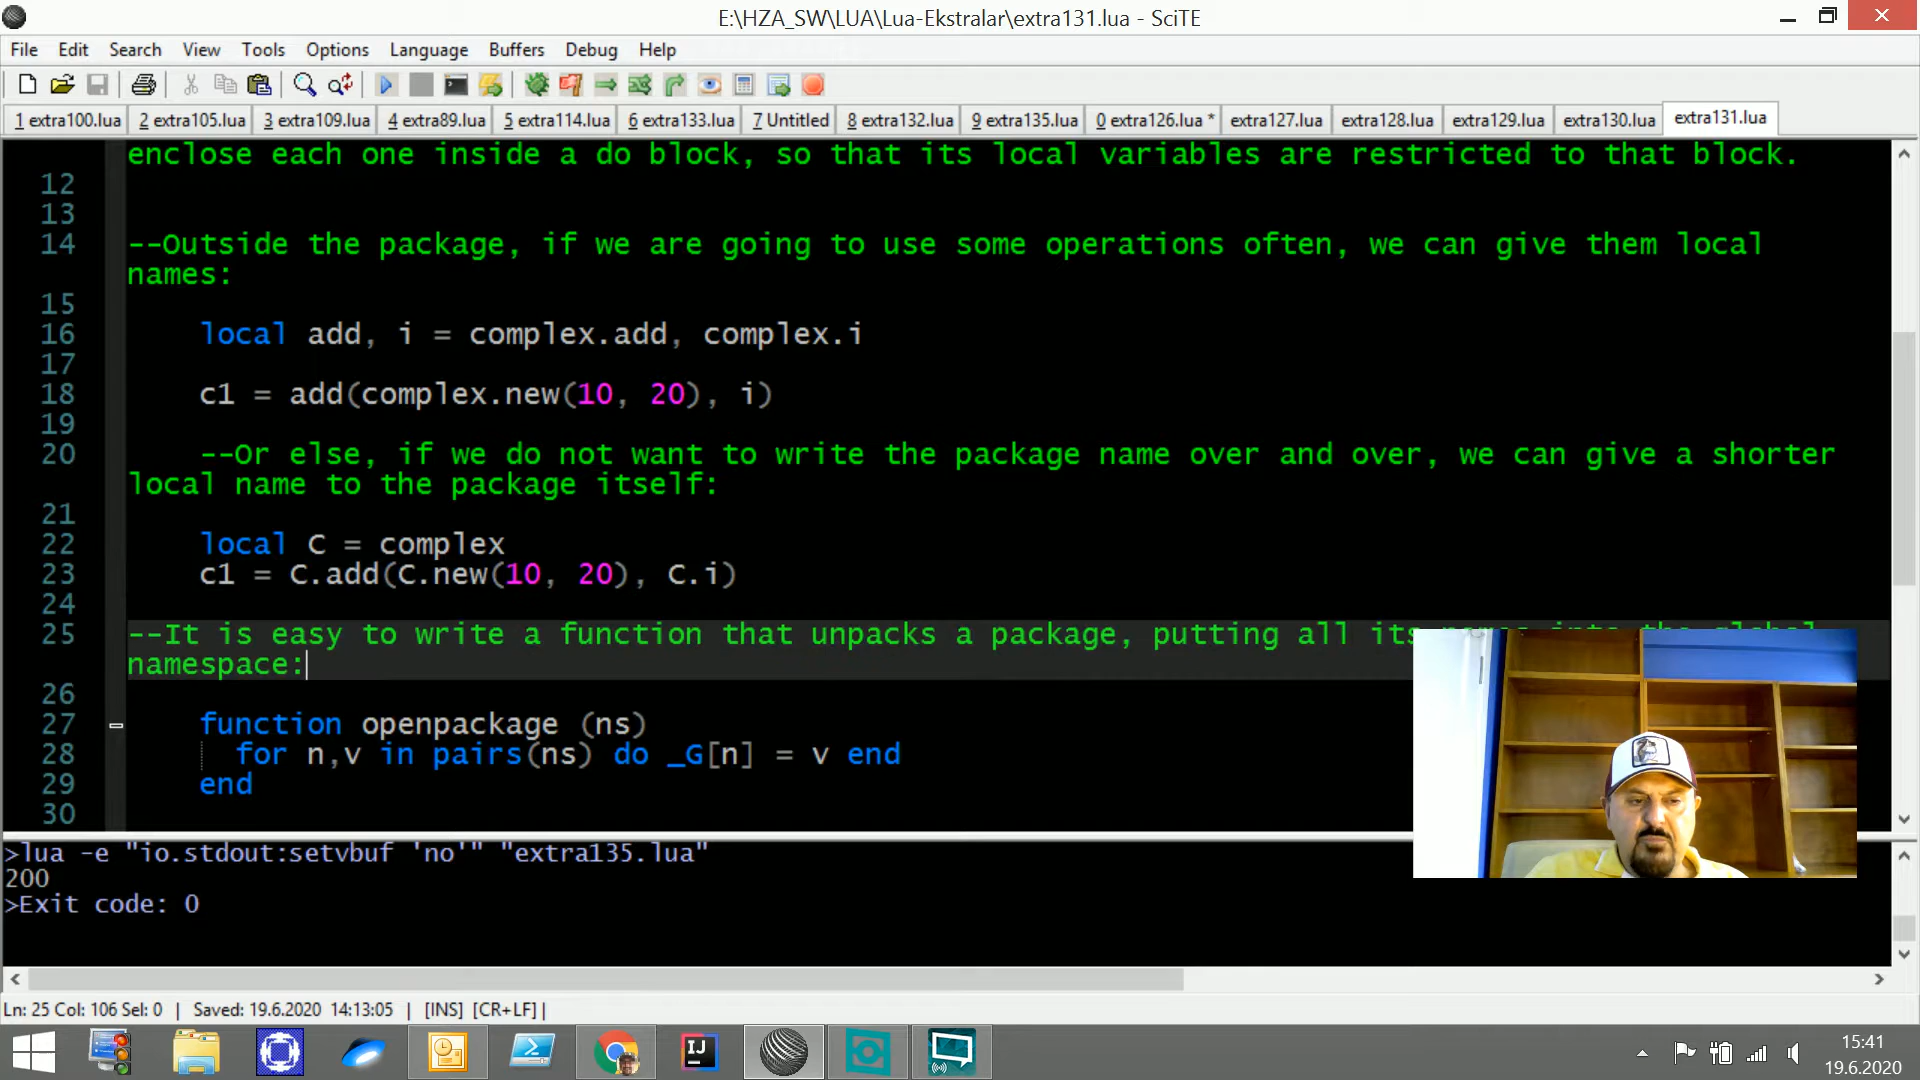 E:\HZA_SW\LUA\Lua-Ekstralar\extra131.lua - SciTE
File Edit Search View Tools Options Language Buffers Debug Help
1 extra100.lua 2 extra105.lua 3 extra109.lua 4 extra89.lua 5 extra114.lua 6 extra133.lua 7 Untitled 8 extra132.lua 9 extra135.lua 0 extra126.lua * extra127.lua extra128.lua extra129.lua extra130.lua extra131.lua
enclose each one inside a do block, so that its local variables are restricted to that block.
12
13
14 --Outside the package, if we are going to use some operations often, we can give them local
names:
15
16 local add, i = complex.add, complex.i
17
18 c1 = add(complex.new(10, 20), i)
19
20 --Or else, if we do not want to write the package name over and over, we can give a shorter
local name to the package itself:
21
22 local C = complex
23 c1 = C.add(C.new(10, 20), C.i)
24
25 --It is easy to write a function that unpacks a package, putting all its names into the global
namespace:
26
27 function openpackage (ns)
28 for n,v in pairs(ns) do _G[n] = v end
29 end
30
>lua -e "io.stdout:setvbuf 'no'" "extra135.lua"
200
>Exit code: 0
Ln: 25 Col: 106 Sel: 0 | Saved: 19.6.2020 14:13:05 | [INS] [CR+LF] |
IJ
15:41
19.6.2020